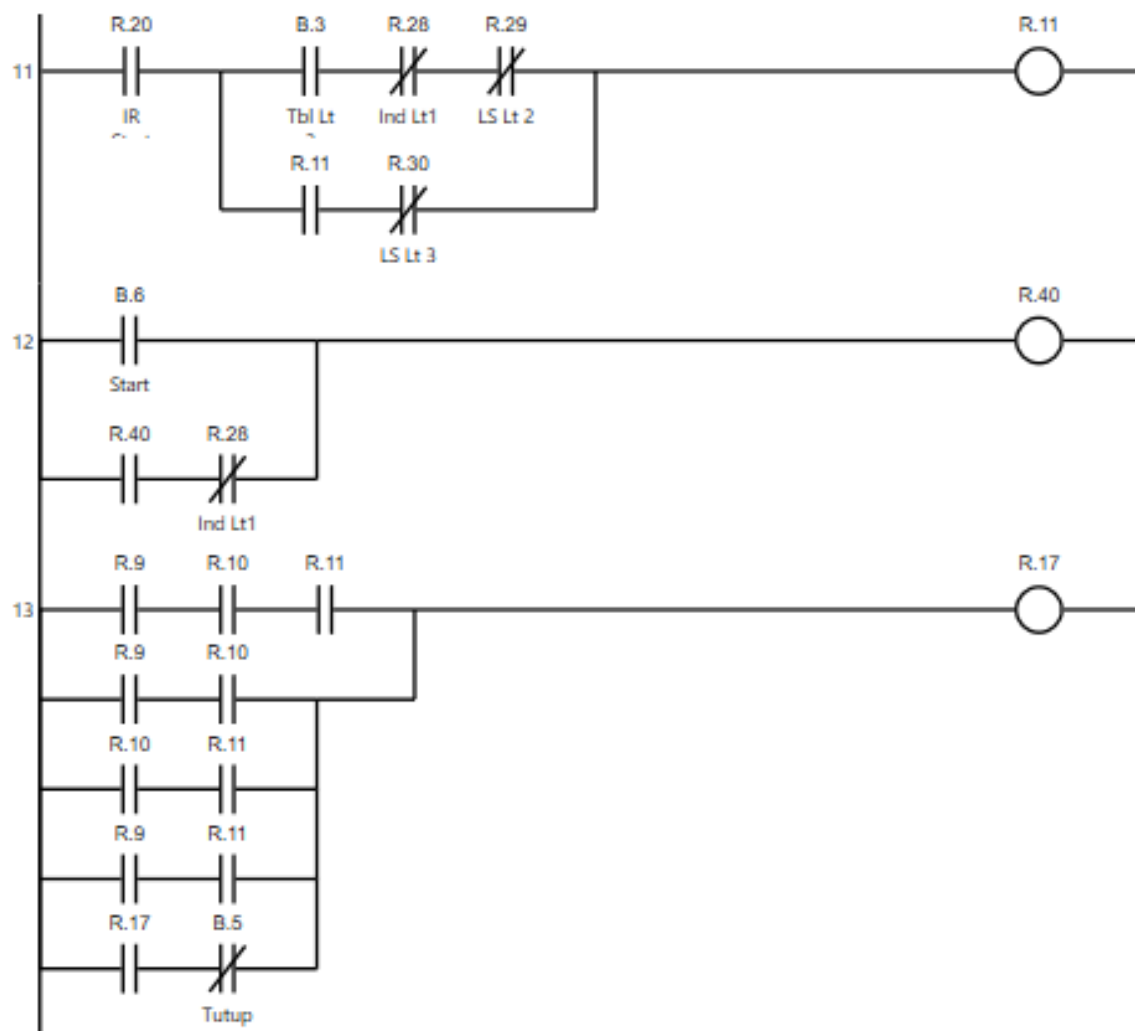 R.20 B.3 R.28 R.29 R.11
11
IR Tbl Lt Ind Lt1 LS Lt 2
R.11 R.30
LS Lt 3
B.6 R.40
12
Start
R.40 R.28
Ind Lt1
R.9 R.10 R.11 R.17
13
R.9 R.10
R.10 R.11
R.9 R.11
R.17 B.5
Tutup